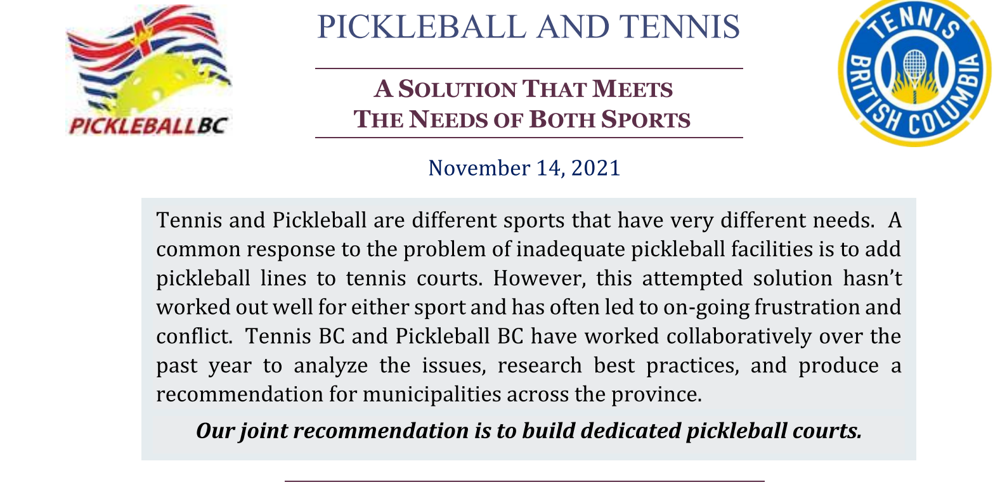 PICKLEBALL AND TENNIS
A SOLUTION THAT MEETS
THE NEEDS OF BOTH SPORTS
PICKLEBALLBC
TENNIS
BRITISH COLUMBIA
November 14, 2021
Tennis and Pickleball are different sports that have very different needs. A
common response to the problem of inadequate pickleball facilities is to add
pickleball lines to tennis courts. However, this attempted solution hasn’t
worked out well for either sport and has often led to on-going frustration and
conflict. Tennis BC and Pickleball BC have worked collaboratively over the
past year to analyze the issues, research best practices, and produce a
recommendation for municipalities across the province.
Our joint recommendation is to build dedicated pickleball courts.